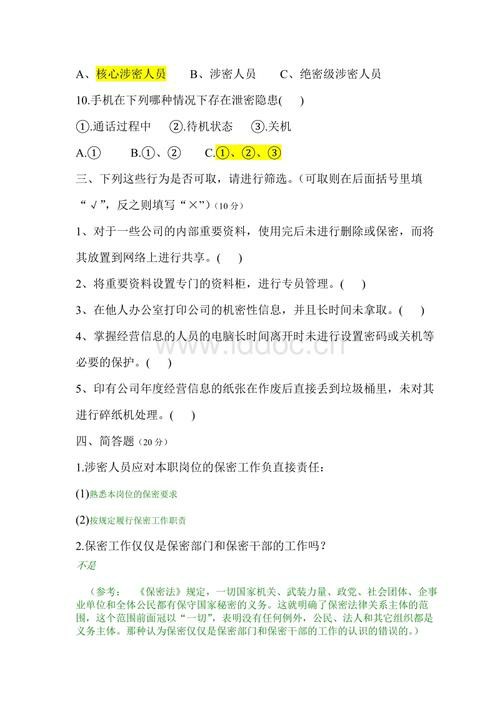 A、核心涉密人员 B、涉密人员 C、绝密级涉密人员
10.手机在下列哪种情况下存在泄密隐患( )
①.通话过程中 ②.待机状态 ③.关机
A.① B.①、② C.①、②、③
三、下列这些行为是否可取，请进行筛选。（可取则在后面括号里填
“√”，反之则填写“×”）(10 分)
1、对于一些公司的内部重要资料，使用完后未进行删除或保密，而将
其放置到网络上进行共享。( )
2、将重要资料设置专门的资料柜，进行专员管理。( )
3、在他人办公室打印公司的机密性信息，并且长时间未拿取。( )
4、掌握经营信息的人员的电脑长时间离开时未进行设置密码或关机等
必要的保护。( )
www.1ddoc.cn
5、印有公司年度经营信息的纸张在作废后直接丢到垃圾桶里，未对其
进行碎纸机处理。( )
四、简答题(20 分)
1.涉密人员应对本职岗位的保密工作负直接责任:
(1)熟悉本岗位的保密要求
(2)按规定履行保密工作职责
2.保密工作仅仅是保密部门和保密干部的工作吗？
不是
（参考： 《保密法》规定，一切国家机关、武装力量、政党、社会团体、企事
业单位和全体公民都有保守国家秘密的义务。这就明确了保密法律关系主体的范
围，这个范围前面冠以“一切”，表明没有任何例外，公民、法人和其它组织都是
义务主体。那种认为保密仅仅是保密部门和保密干部的工作的认识的错误的。）